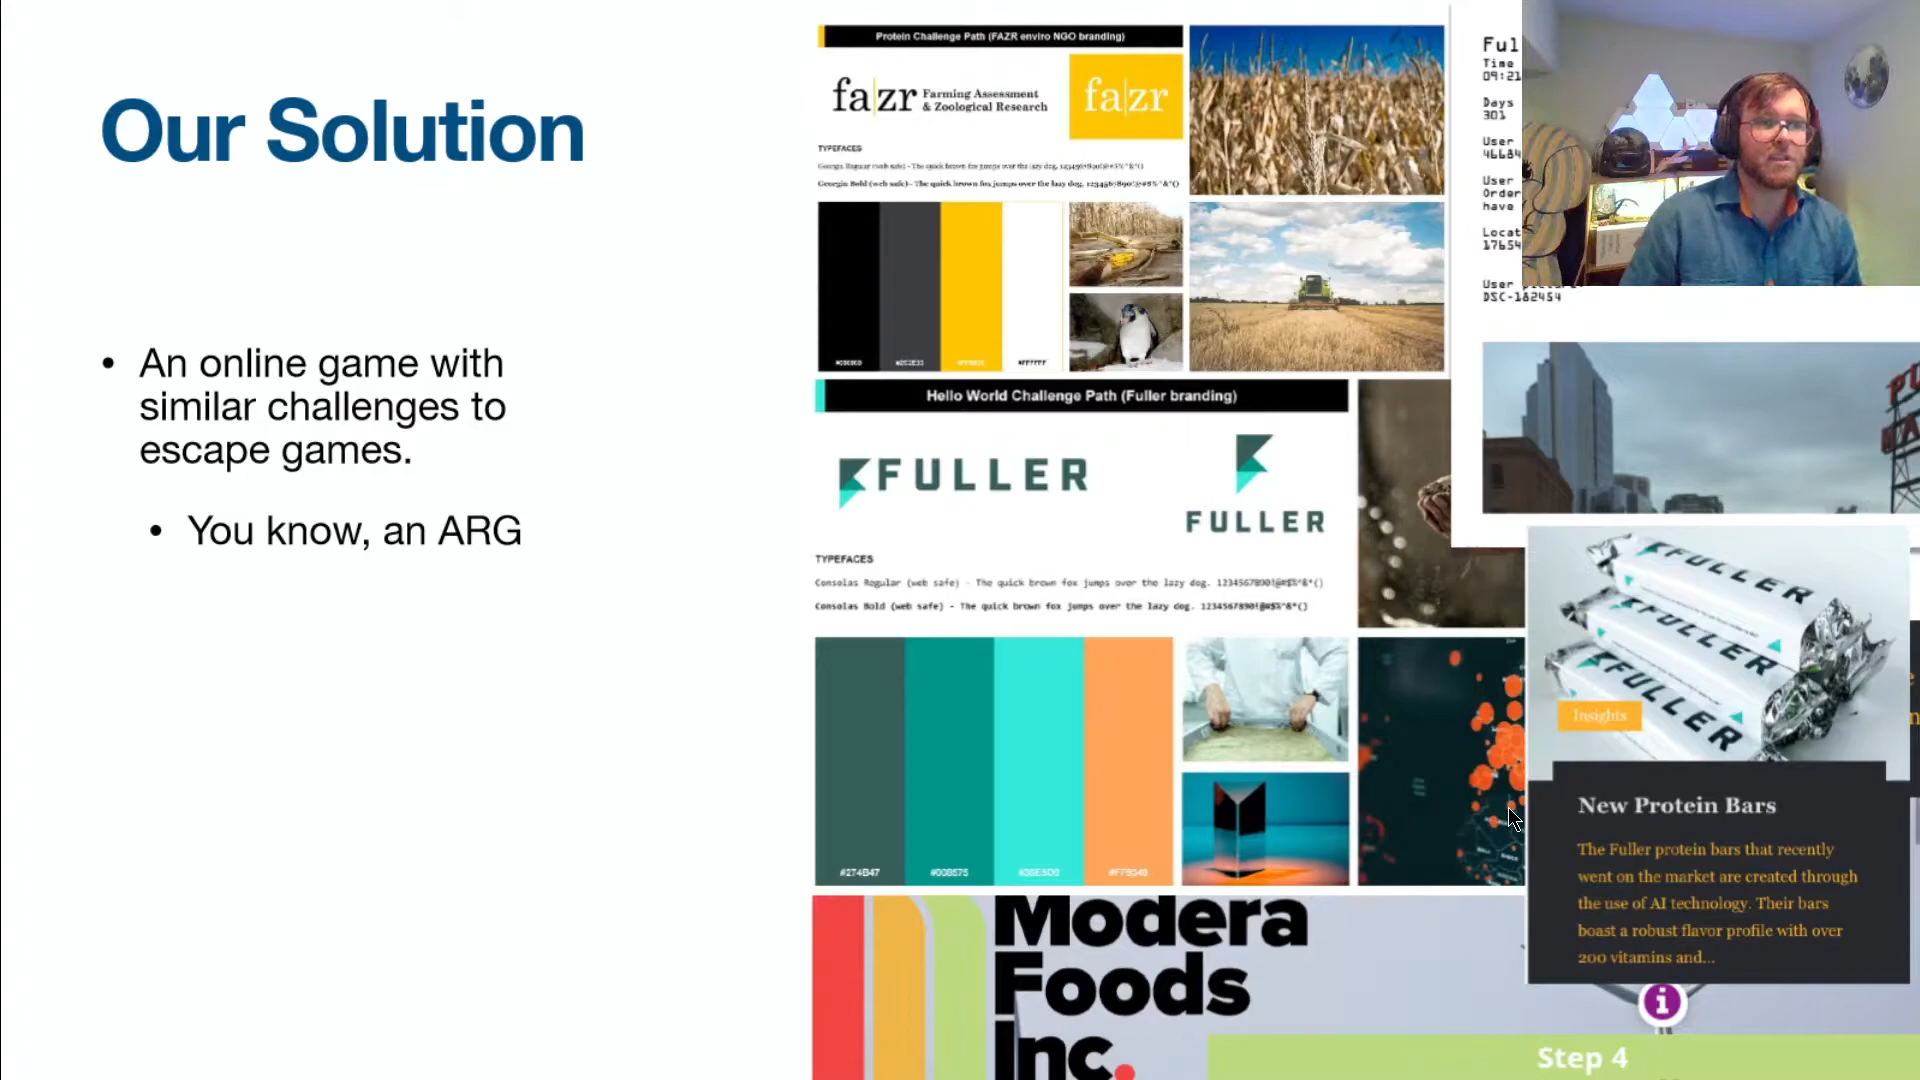 Our Solution
An online game with
similar challenges to
escape games.
You know, an ARG
Protein Challenge Path (FAZR enviro NGO branding)
fa|zr Farming Assessment
& Zoological Research
fa|zr
TYPEFACES
Georgia Regular (web safe) - The quick brown fox jumps over the lazy dog.
Georgia Bold (web safe) - The quick brown fox jumps over the lazy dog.
#FFFFFF
Hello World Challenge Path (Fuller branding)
FULLER
FULLER
TYPEFACES
Consolas Regular (web safe) - The quick brown fox jumps over the lazy dog. 1234567890!@#$%^&*()
Consolas Bold (web safe) - The quick brown fox jumps over the lazy dog. 1234567890!@#$%^&*()
#274B47
#009575
Modera
Foods
Inc.
Ful
Time
09:21
Days
301
User
46684
User
Order
have
Locat
17654
User
DSC-182454
FULLER
FULLER
FULLER
Insights
New Protein Bars
The Fuller protein bars that recently
went on the market are created through
the use of AI technology. Their bars
boast a robust flavor profile with over
200 vitamins and...
i
Step 4